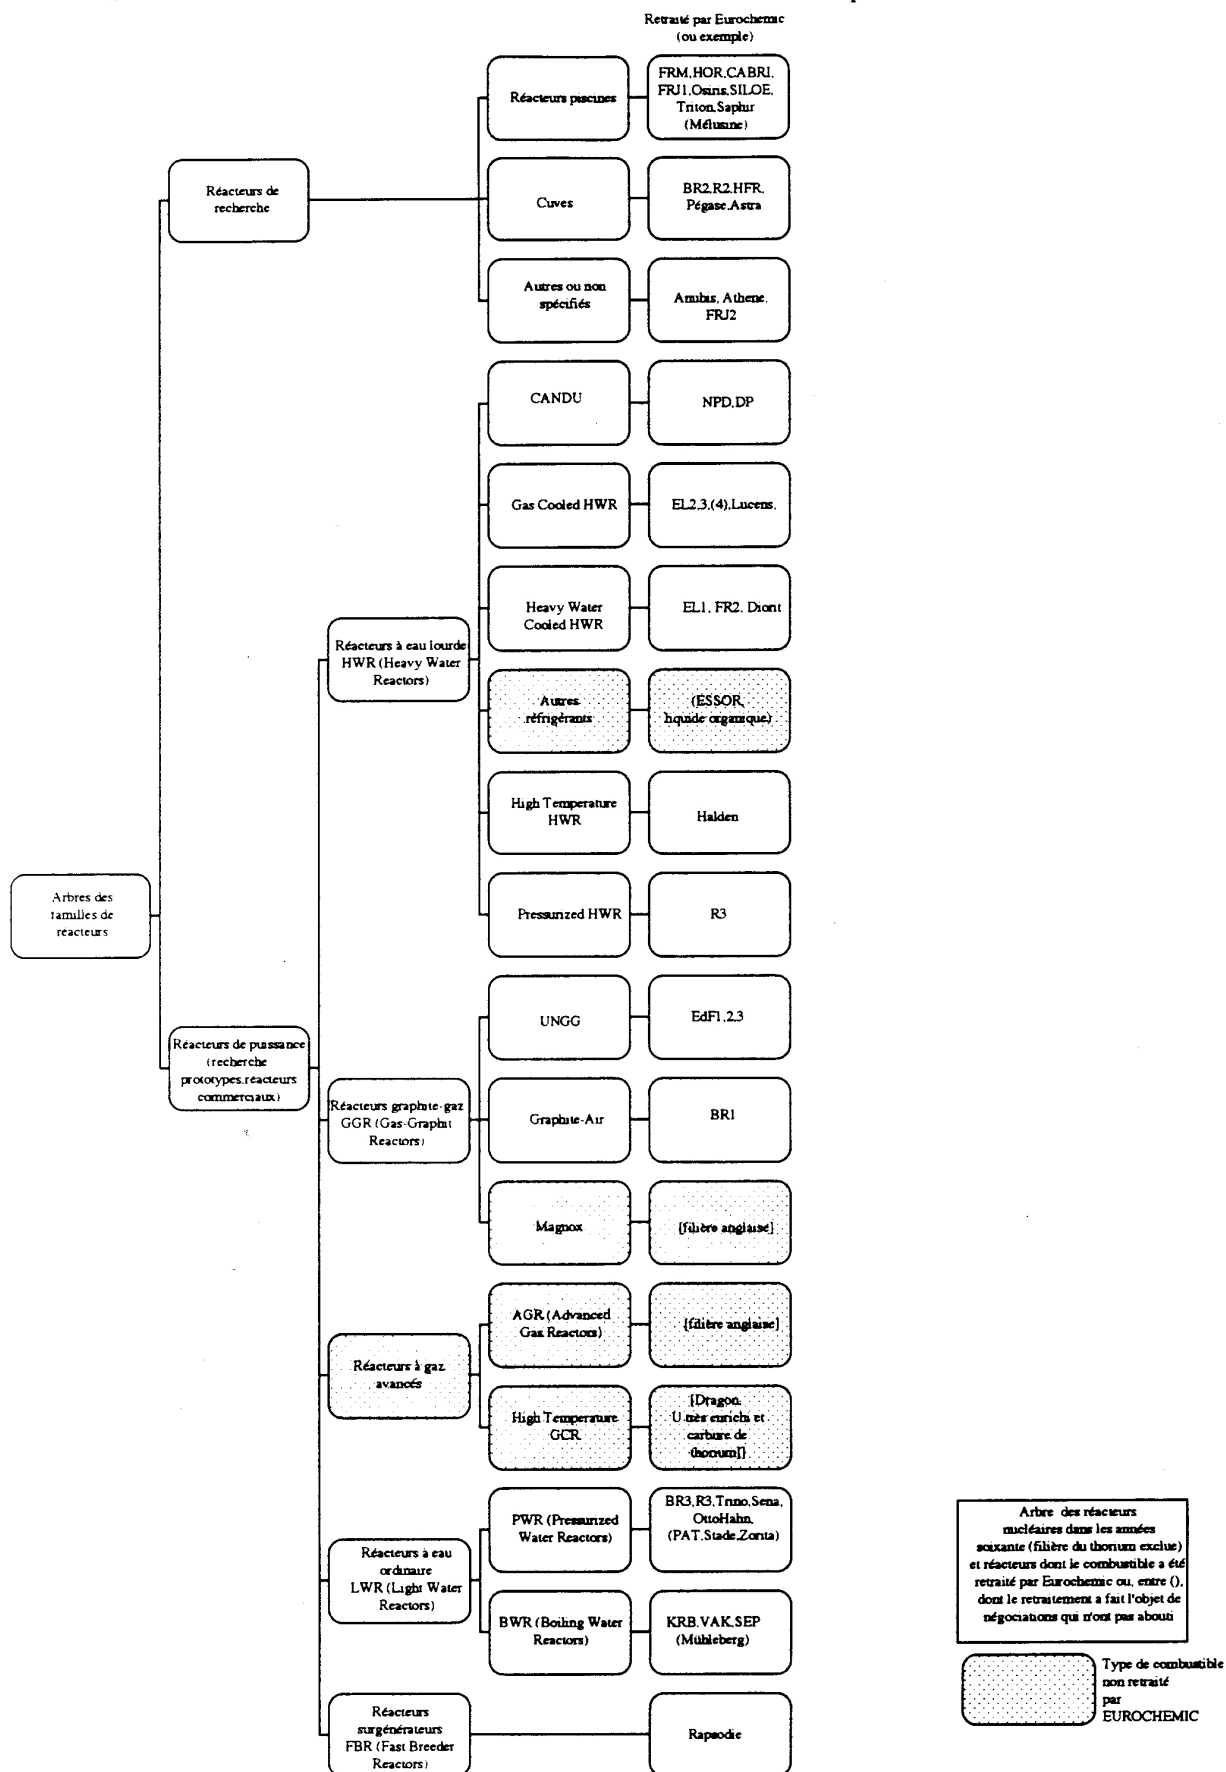 Retraité par Eurochemic
(ou exemple)
Réacteurs piscines
FRM,HOR,CABRI,
FRJ1,Osiris,SILOE,
Triton,Saphir
(Mélusine)
Réacteurs de
recherche
Cuves
BR2,R2,HFR,
Pégase,Astra
Autres ou non
spécifiés
Anubis, Athene,
FRJ2
CANDU
NPD,DP
Gas Cooled HWR
EL2,3,(4),Lucens,
Heavy Water
Cooled HWR
EL1, FR2, Diorit
Réacteurs à eau lourde
HWR (Heavy Water
Reactors)
Autres
réfrigérants
(ESSOR,
liquide organique)
High Temperature
HWR
Halden
Pressurized HWR
R3
Arbres des
familles de
réacteurs
UNGG
EdF1,2,3
Réacteurs de puissance
(recherche
prototypes,réacteurs
commerciaux)
Réacteurs graphite-gaz
GGR (Gas-Graphit
Reactors)
Graphite-Air
BR1
Magnox
[filière anglaise]
AGR (Advanced
Gas Reactors)
[filière anglaise]
Réacteurs à gaz
avancés
High Temperature
GCR
[Dragon,
U très enrichi et
carbure de
thorium]]
PWR (Pressurized
Water Reactors)
BR3,R3,Trino,Sena,
OttoHahn,
(PAT,Stade,Zorita)
Réacteurs à eau
ordinaire
LWR (Light Water
Reactors)
BWR (Boiling Water
Reactors)
KRB,VAK,SEP
(Mühleberg)
Réacteurs
surgénérateurs
FBR (Fast Breeder
Reactors)
Rapsodie
Arbre des réacteurs
nucléaires dans les années
soixante (filière du thorium exclue)
et réacteurs dont le combustible a été
retraité par Eurochemic ou, entre (),
dont le retraitement a fait l'objet de
négociations qui n'ont pas abouti
Type de combustible
non retraité
par
EUROCHEMIC